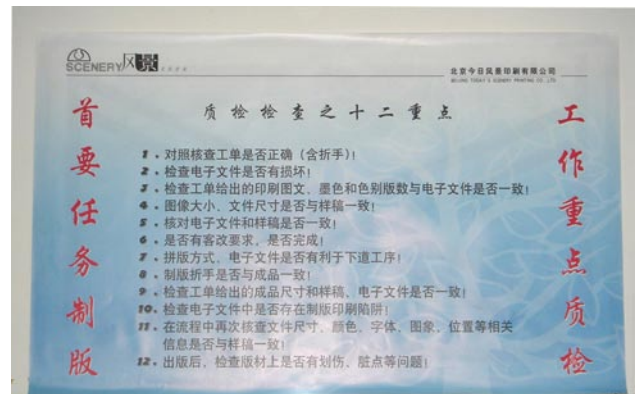 SCENERY风景
北京今日风景印刷有限公司
BEIJING TODAY'S SCENERY PRINTING CO., LTD
质检检查之十二重点
首要任务制版
1、对照核查工单是否正确（含折手）！
2、检查电子文件是否有损坏！
3、检查工单给出的印刷图文、墨色和色别版数与电子文件是否一致！
4、图像大小、文件尺寸是否与样稿一致！
5、核对电子文件和样稿是否一致！
6、是否有客改要求，是否完成！
7、拼版方式，电子文件是否有利于下道工序！
8、制版折手是否与成品一致！
9、检查工单给出的成品尺寸和样稿、电子文件是否一致！
10、检查电子文件中是否存在制版印刷陷阱！
11、在流程中再次核查文件尺寸、颜色、字体、图象、位置等相关
信息是否与样稿一致！
12、出版后，检查版材上是否有划伤、脏点等问题！
工作重点质检